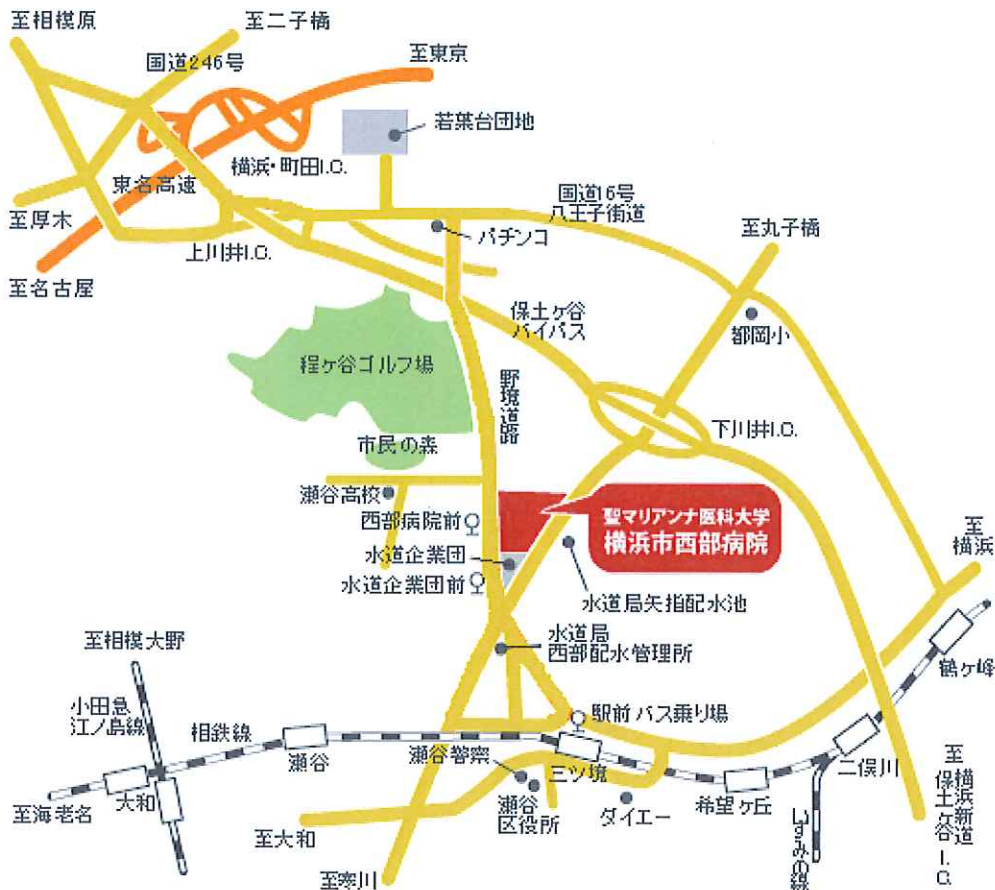 至相模原
至二子橋
国道246号
至東京
若葉台団地
横浜・町田I.C.
東名高速
国道16号
八王子街道
至厚木
パチンコ
至丸子橋
上川井I.C.
至名古屋
保土ヶ谷
バイパス
都岡小
程ヶ谷ゴルフ場
野境道路
下川井I.C.
市民の森
瀬谷高校
聖マリアンナ医科大学
横浜市西部病院
西部病院前
至横浜
水道企業団
水道企業団前
水道局矢指配水池
水道局
西部配水管理所
至相模大野
鶴ヶ峰
小田急
江ノ島線
駅前バス乗り場
相鉄線
瀬谷
瀬谷警察
三ツ境
二俣川
至海老名
大和
瀬谷
区役所
ダイエー
希望ヶ丘
至横浜新道
保土ヶ谷I.C.
至大和
いずみの線
至寒川